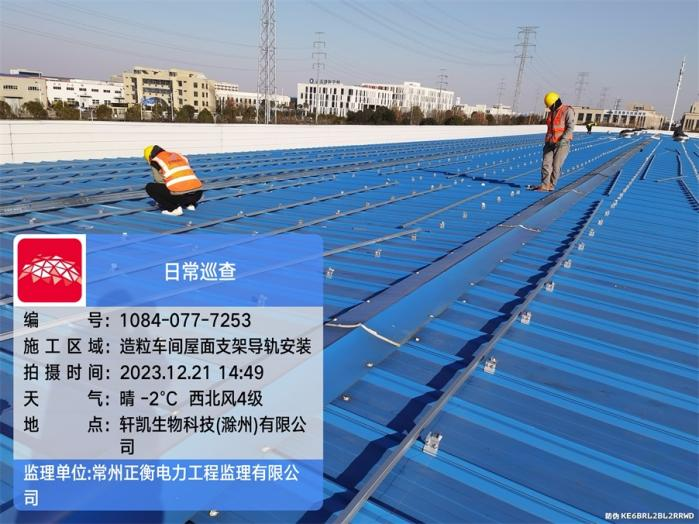 日常巡查
编 号：1084-077-7253
施工区域：造粒车间屋面支架导轨安装
拍摄时间：2023.12.21 14:49
天 气：晴 -2℃ 西北风4级
地 点：轩凯生物科技(滁州)有限公
司
监理单位:常州正衡电力工程监理有限公
司
防伪 KE6BRL2BL2RRWD